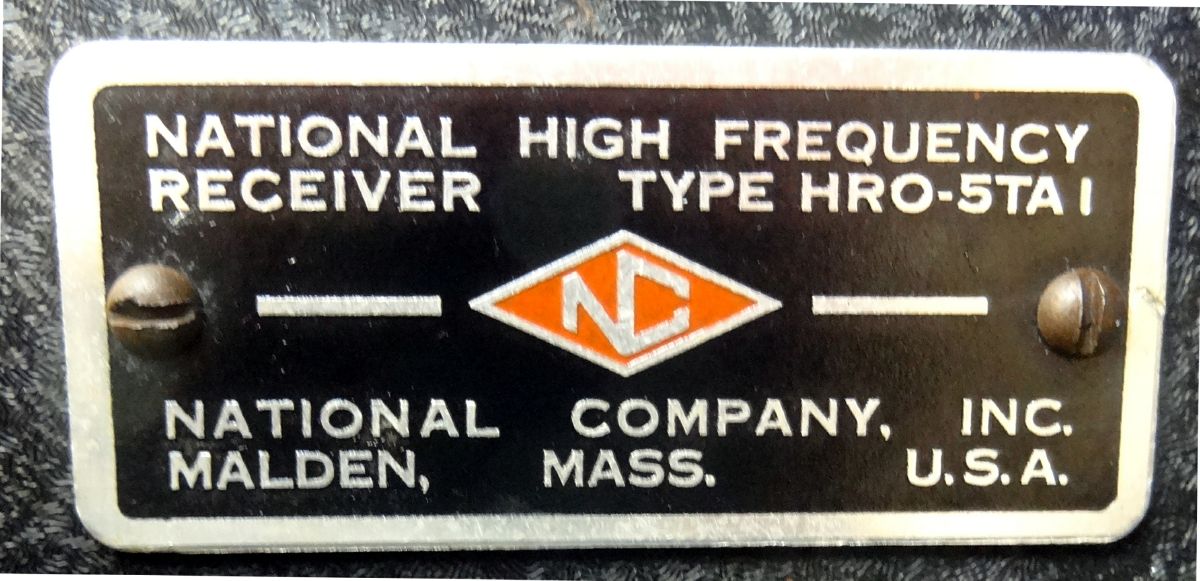 NATIONAL HIGH FREQUENCY
RECEIVER TYPE HRO-5TA1
NC
NATIONAL COMPANY, INC.
MALDEN, MASS. U.S.A.